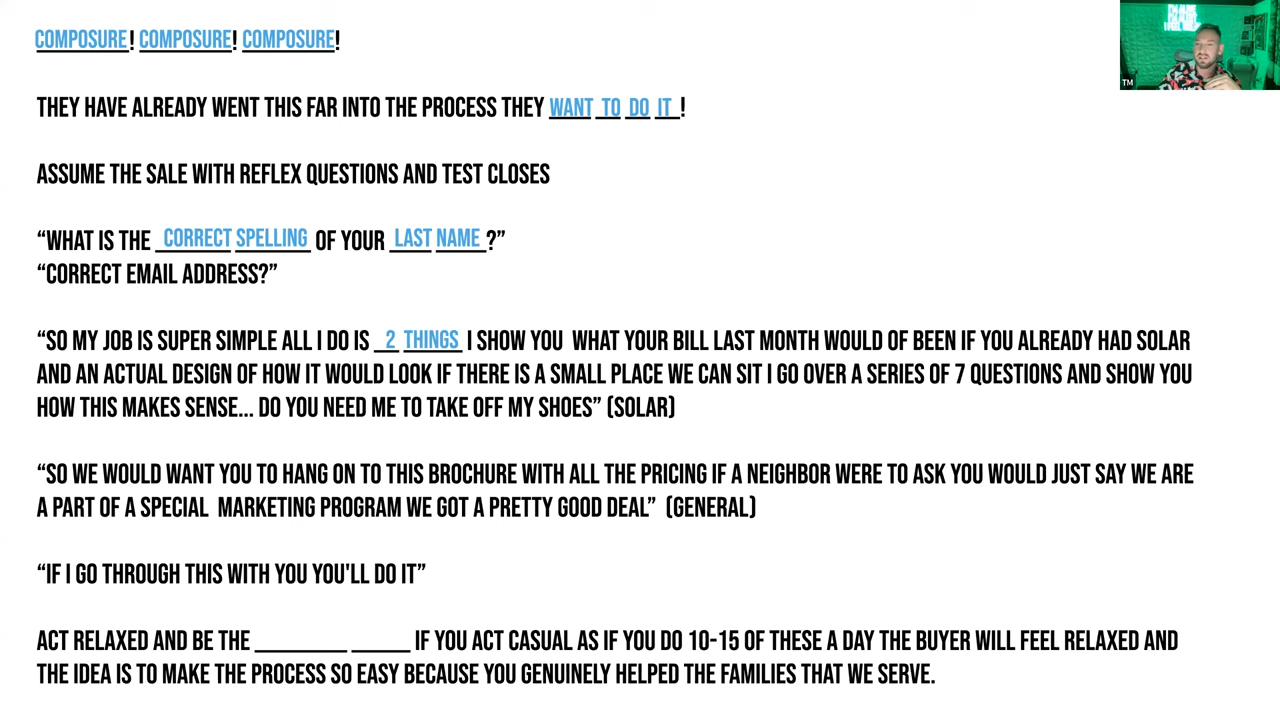 COMPOSURE! COMPOSURE! COMPOSURE!
THEY HAVE ALREADY WENT THIS FAR INTO THE PROCESS THEY WANT TO DO IT!
ASSUME THE SALE WITH REFLEX QUESTIONS AND TEST CLOSES
“WHAT IS THE CORRECT SPELLING OF YOUR LAST NAME?”
“CORRECT EMAIL ADDRESS?”
“SO MY JOB IS SUPER SIMPLE ALL I DO IS 2 THINGS I SHOW YOU WHAT YOUR BILL LAST MONTH WOULD OF BEEN IF YOU ALREADY HAD SOLAR
AND AN ACTUAL DESIGN OF HOW IT WOULD LOOK IF THERE IS A SMALL PLACE WE CAN SIT I GO OVER A SERIES OF 7 QUESTIONS AND SHOW YOU
HOW THIS MAKES SENSE... DO YOU NEED ME TO TAKE OFF MY SHOES” (SOLAR)
“SO WE WOULD WANT YOU TO HANG ON TO THIS BROCHURE WITH ALL THE PRICING IF A NEIGHBOR WERE TO ASK YOU WOULD JUST SAY WE ARE
A PART OF A SPECIAL MARKETING PROGRAM WE GOT A PRETTY GOOD DEAL” (GENERAL)
“IF I GO THROUGH THIS WITH YOU YOU'LL DO IT”
ACT RELAXED AND BE THE ________ _____ IF YOU ACT CASUAL AS IF YOU DO 10-15 OF THESE A DAY THE BUYER WILL FEEL RELAXED AND
THE IDEA IS TO MAKE THE PROCESS SO EASY BECAUSE YOU GENUINELY HELPED THE FAMILIES THAT WE SERVE.
TM